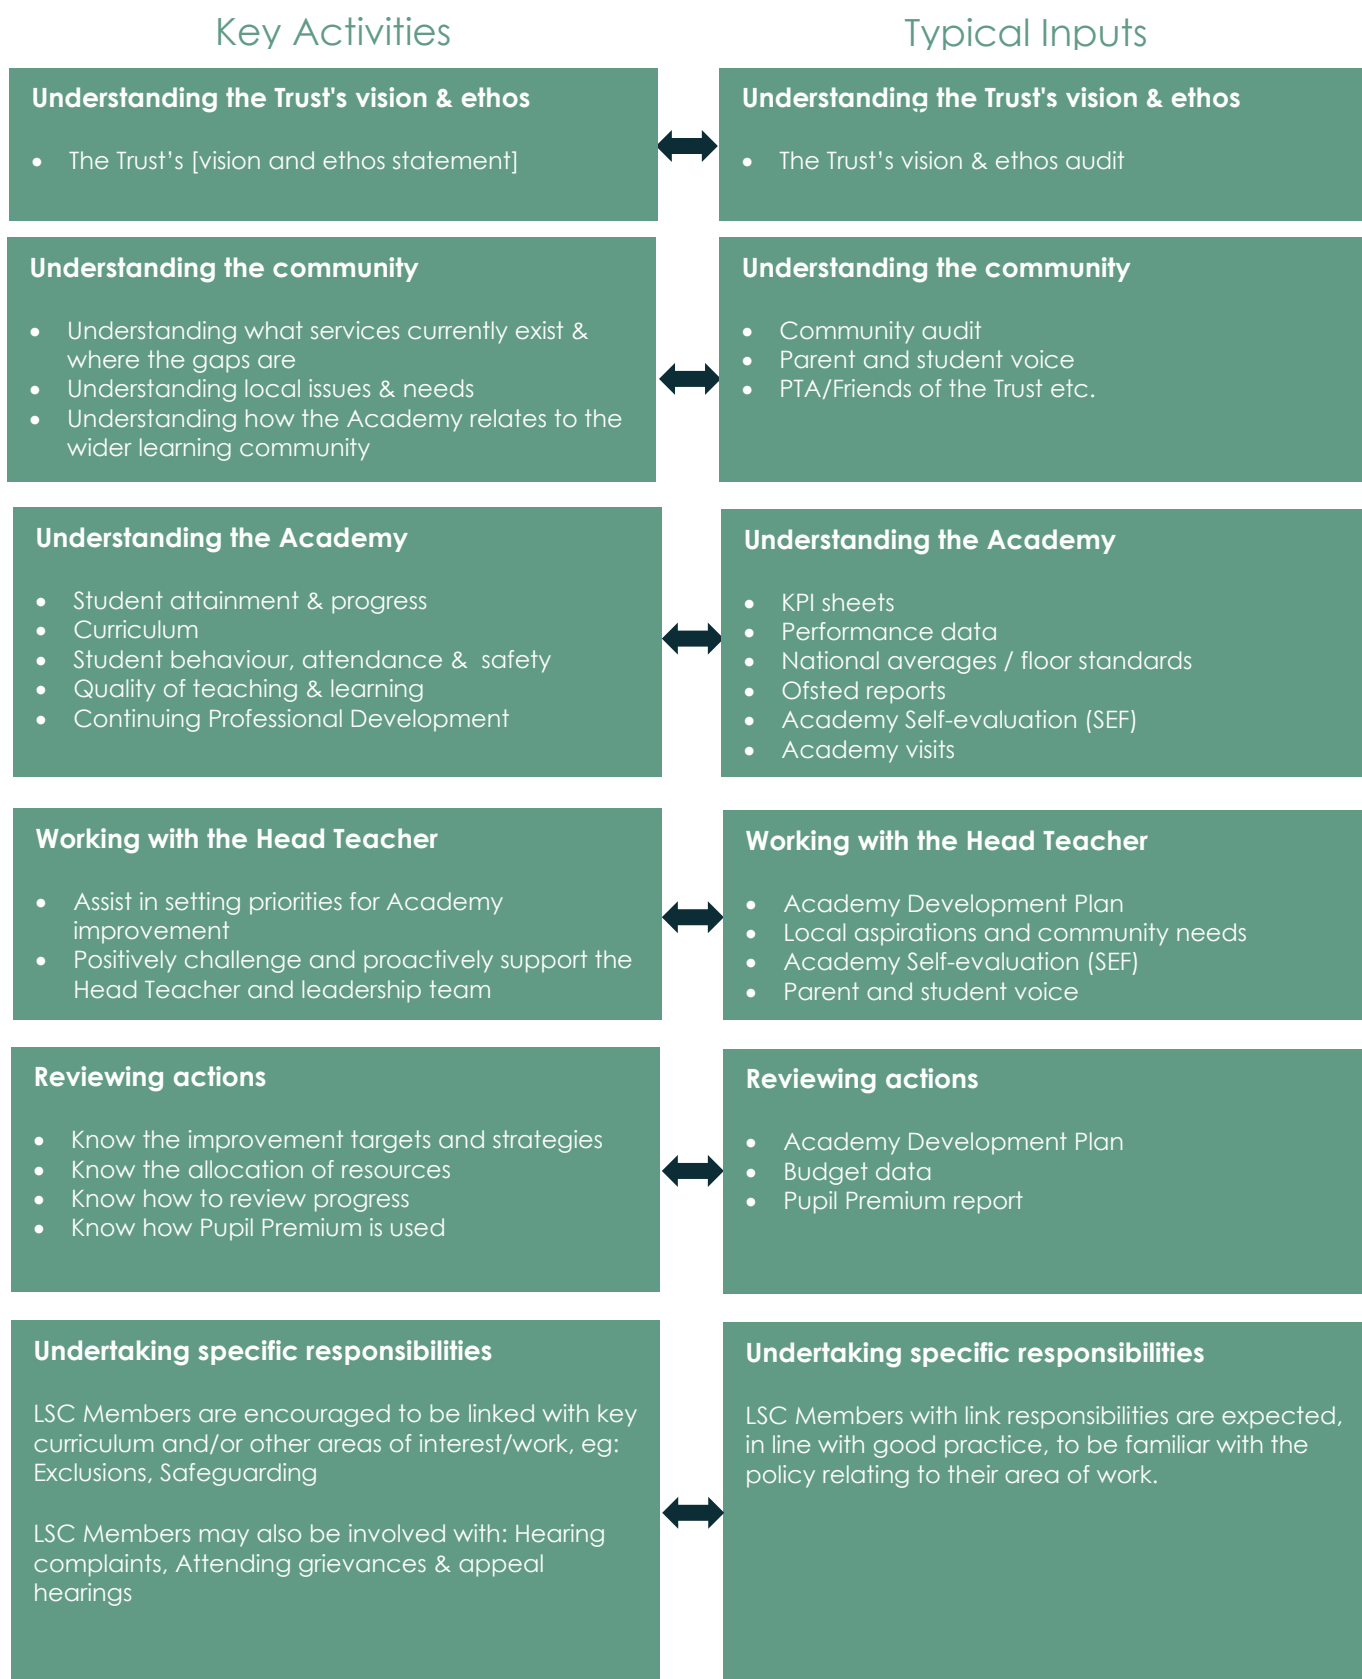 Key Activities
Typical Inputs
Understanding the Trust's vision & ethos
• The Trust's [vision and ethos statement]
Understanding the Trust's vision & ethos
• The Trust's vision & ethos audit
Understanding the community
• Understanding what services currently exist &
where the gaps are
• Understanding local issues & needs
• Understanding how the Academy relates to the
wider learning community
Understanding the community
• Community audit
• Parent and student voice
• PTA/Friends of the Trust etc.
Understanding the Academy
• Student attainment & progress
• Curriculum
• Student behaviour, attendance & safety
• Quality of teaching & learning
• Continuing Professional Development
Understanding the Academy
• KPI sheets
• Performance data
• National averages / floor standards
• Ofsted reports
• Academy Self-evaluation (SEF)
• Academy visits
Working with the Head Teacher
• Assist in setting priorities for Academy
improvement
• Positively challenge and proactively support the
Head Teacher and leadership team
Working with the Head Teacher
• Academy Development Plan
• Local aspirations and community needs
• Academy Self-evaluation (SEF)
• Parent and student voice
Reviewing actions
• Know the improvement targets and strategies
• Know the allocation of resources
• Know how to review progress
• Know how Pupil Premium is used
Reviewing actions
• Academy Development Plan
• Budget data
• Pupil Premium report
Undertaking specific responsibilities
LSC Members are encouraged to be linked with key
curriculum and/or other areas of interest/work, eg:
Exclusions, Safeguarding
LSC Members may also be involved with: Hearing
complaints, Attending grievances & appeal
hearings
Undertaking specific responsibilities
LSC Members with link responsibilities are expected,
in line with good practice, to be familiar with the
policy relating to their area of work.